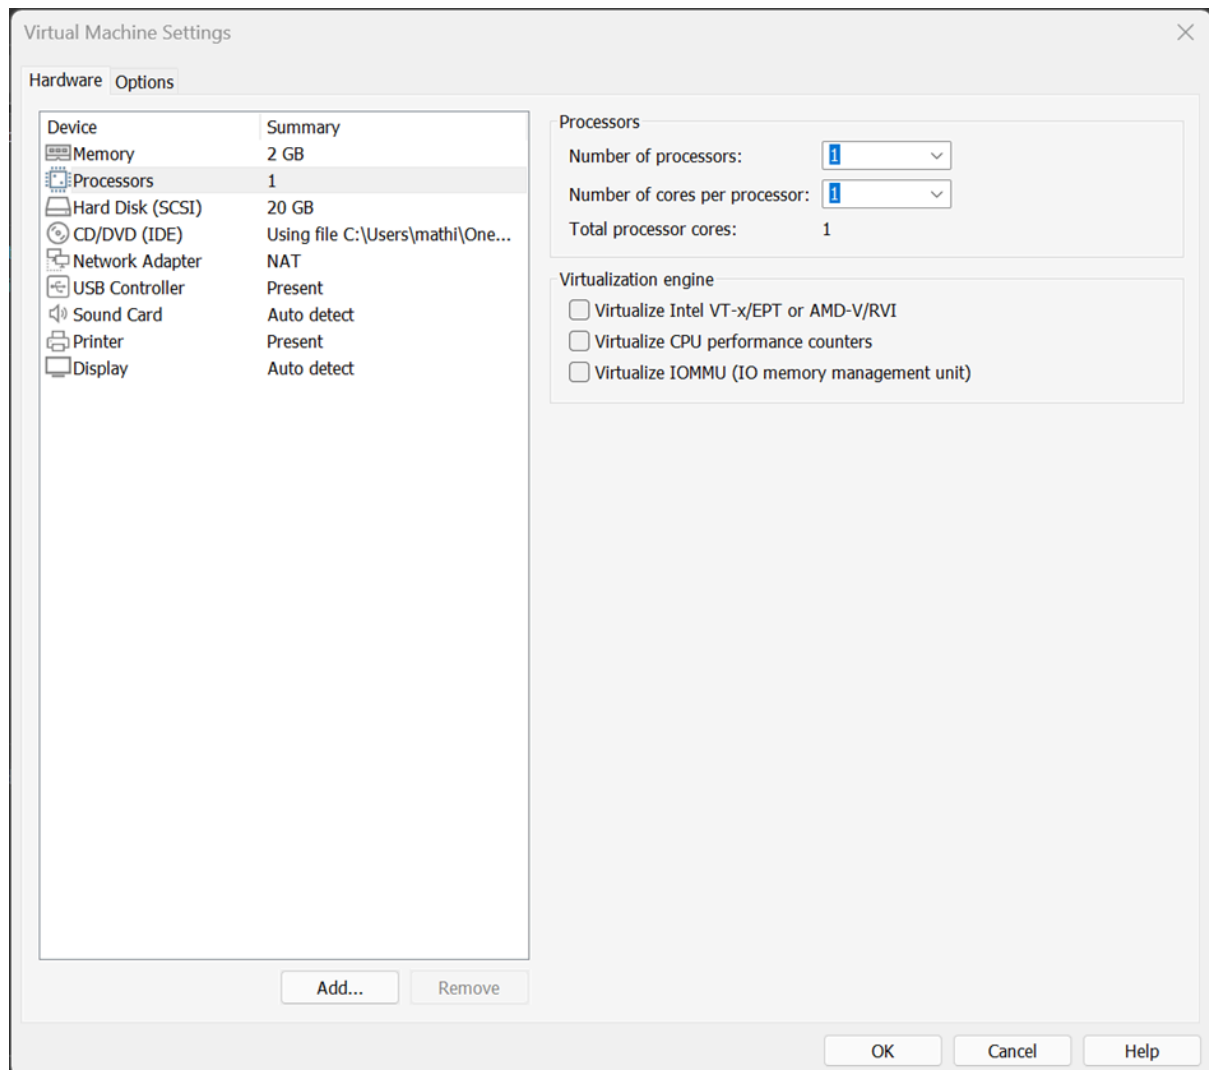 Virtual Machine Settings
Hardware Options
Device Summary
Memory 2 GB
Processors 1
Hard Disk (SCSI) 20 GB
CD/DVD (IDE) Using file C:\Users\mathi\One...
Network Adapter NAT
USB Controller Present
Sound Card Auto detect
Printer Present
Display Auto detect
Add... Remove
Processors
Number of processors: 1
Number of cores per processor: 1
Total processor cores: 1
Virtualization engine
Virtualize Intel VT-x/EPT or AMD-V/RVI
Virtualize CPU performance counters
Virtualize IOMMU (IO memory management unit)
OK Cancel Help